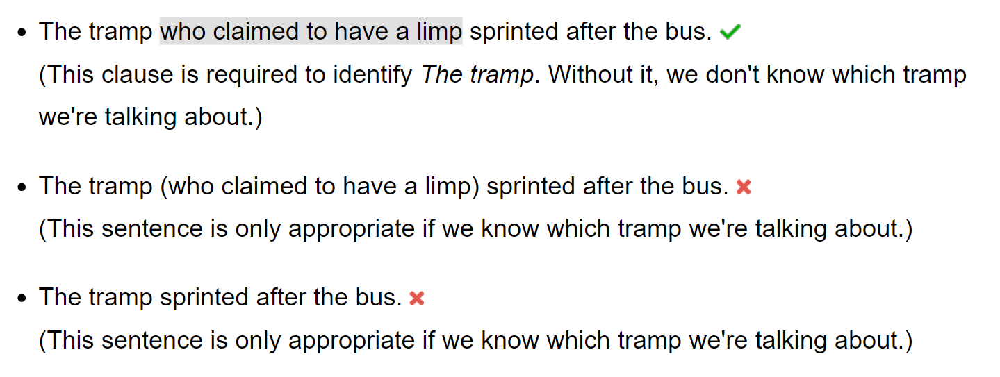 • The tramp who claimed to have a limp sprinted after the bus. ✔
(This clause is required to identify The tramp. Without it, we don't know which tramp
we're talking about.)
• The tramp (who claimed to have a limp) sprinted after the bus. ✖
(This sentence is only appropriate if we know which tramp we're talking about.)
• The tramp sprinted after the bus. ✖
(This sentence is only appropriate if we know which tramp we're talking about.)